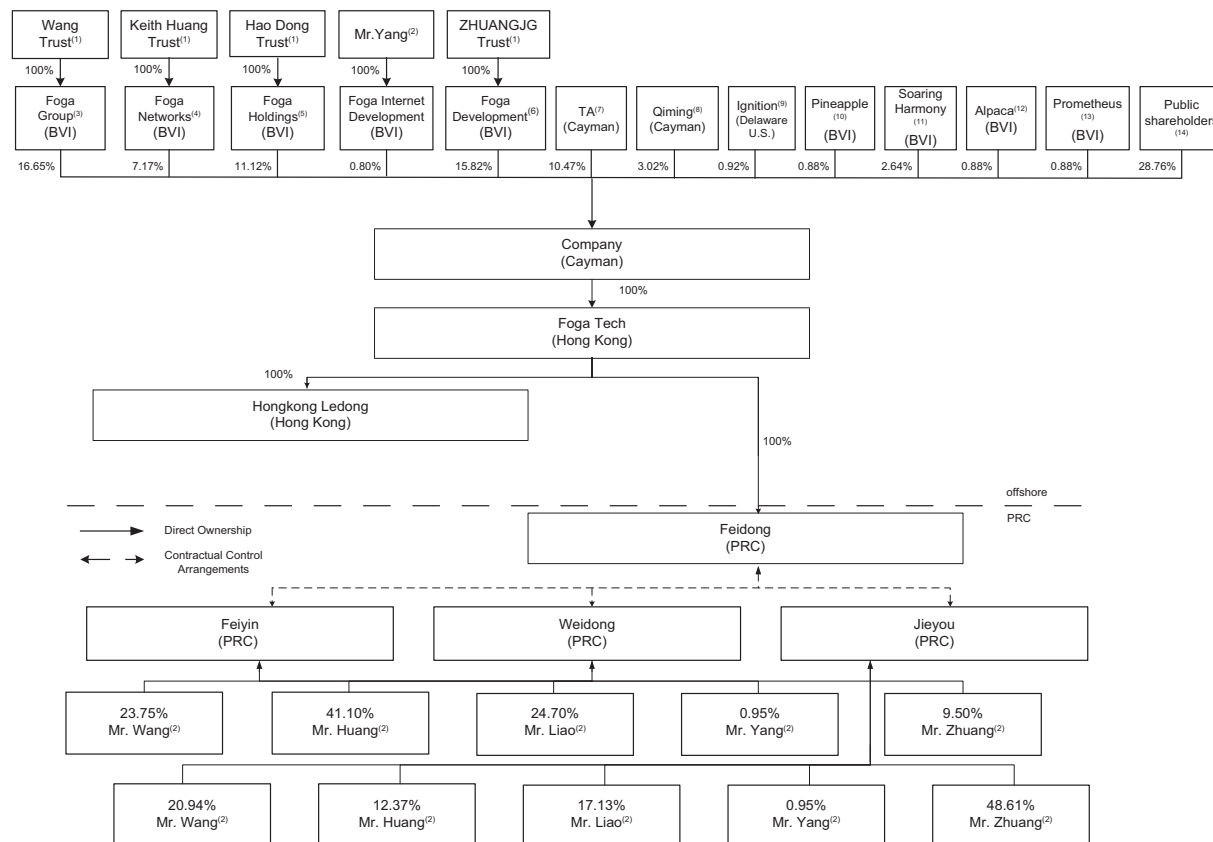 Wang
Trust(1)
Keith Huang
Trust(1)
Hao Dong
Trust(1)
Mr.Yang(2)
ZHUANGJG
Trust(1)
100%
100%
100%
100%
100%
Foga
Group(3)
(BVI)
Foga
Networks(4)
(BVI)
Foga
Holdings(5)
(BVI)
Foga Internet
Development
(BVI)
Foga
Development(6)
(BVI)
TA(7)
(Cayman)
Qiming(8)
(Cayman)
Ignition(9)
(Delaware
U.S.)
Pineapple
(10)
(BVI)
Soaring
Harmony
(11)
(BVI)
Alpaca(12)
(BVI)
Prometheus
(13)
(BVI)
Public
shareholders
(14)
16.65%
7.17%
11.12%
0.80%
15.82%
10.47%
3.02%
0.92%
0.88%
2.64%
0.88%
0.88%
28.76%
Company
(Cayman)
100%
Foga Tech
(Hong Kong)
100%
Hongkong Ledong
(Hong Kong)
100%
offshore
PRC
Direct Ownership
Contractual Control
Arrangements
Feidong
(PRC)
Feiyin
(PRC)
Weidong
(PRC)
Jieyou
(PRC)
23.75%
Mr. Wang(2)
41.10%
Mr. Huang(2)
24.70%
Mr. Liao(2)
0.95%
Mr. Yang(2)
9.50%
Mr. Zhuang(2)
20.94%
Mr. Wang(2)
12.37%
Mr. Huang(2)
17.13%
Mr. Liao(2)
0.95%
Mr. Yang(2)
48.61%
Mr. Zhuang(2)